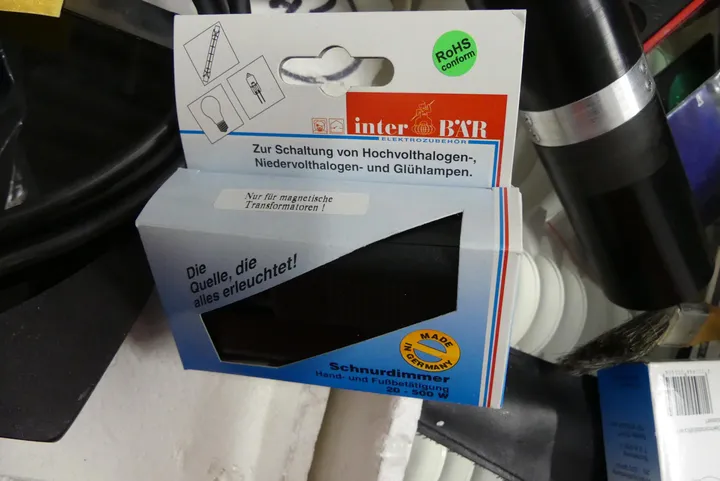 RoHS
conform
inter BÄR
ELEKTROZUBEHÖR
Zur Schaltung von Hochvolthalogen-,
Niedervolthalogen- und Glühlampen.
Nur für magnetische
Transformatoren !
Die
Quelle, die
alles erleuchtet!
MADE
IN GERMANY
Schnurdimmer
Hand- und Fußbetätigung
20 - 500 W